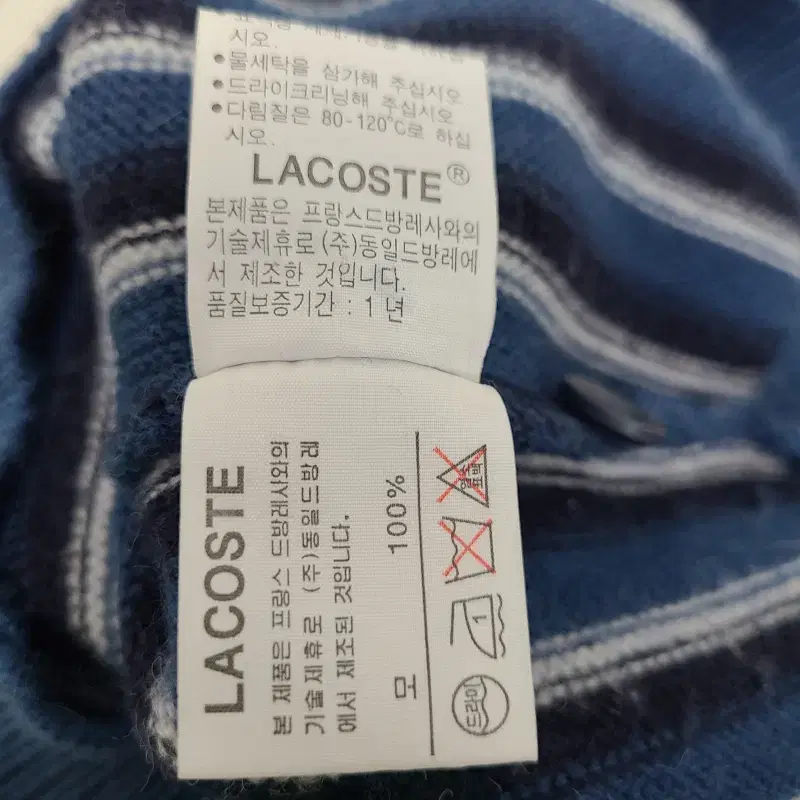 시오.
•물세탁을 삼가해 주십시오
•드라이크리닝해 주십시오
•다림질은 80-120°C로 하십
시오.
LACOSTE®
본제품은 프랑스드방레사와의
기술제휴로 (주)동일드방레에
서 제조한 것입니다.
품질보증기간 : 1 년
LACOSTE
본 제품은 프랑스 드방레사와의
기술제휴로 (주)동일드방레
에서 제조된 것입니다.
모 100%
염소
표백
1
드라이